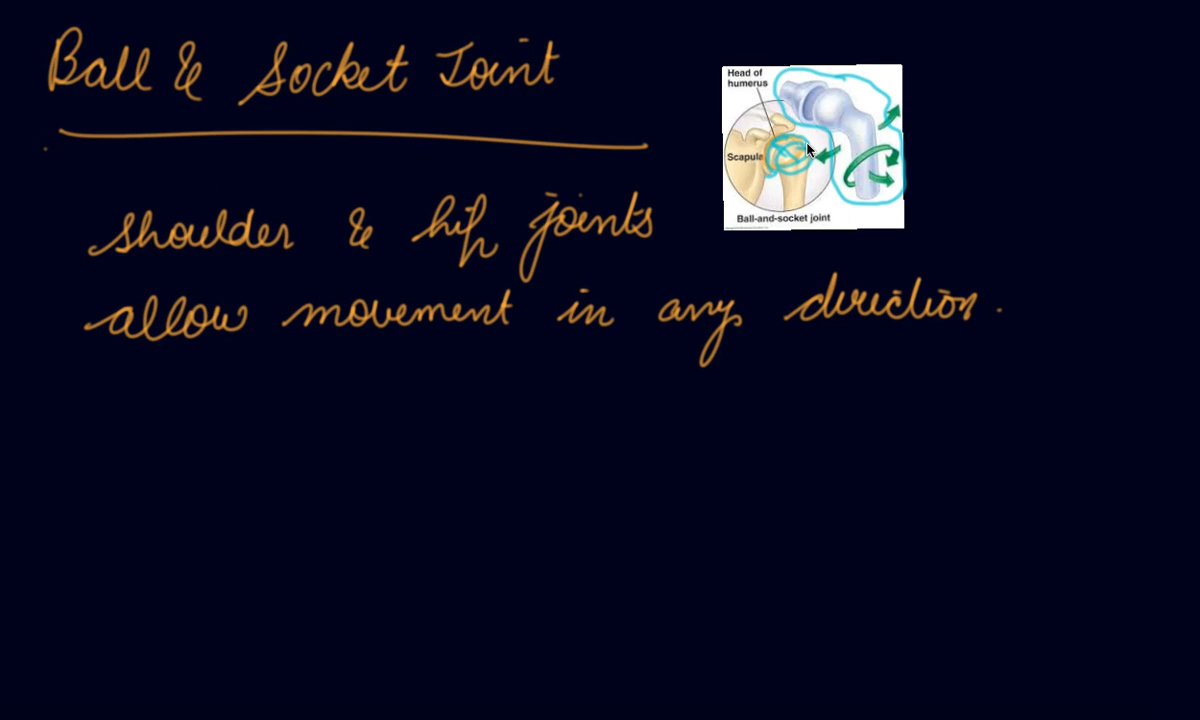 Ball & Socket Joint
Head of
humerus
Scapula
Ball-and-socket joint
shoulder & hip joints
allow movement in any direction.